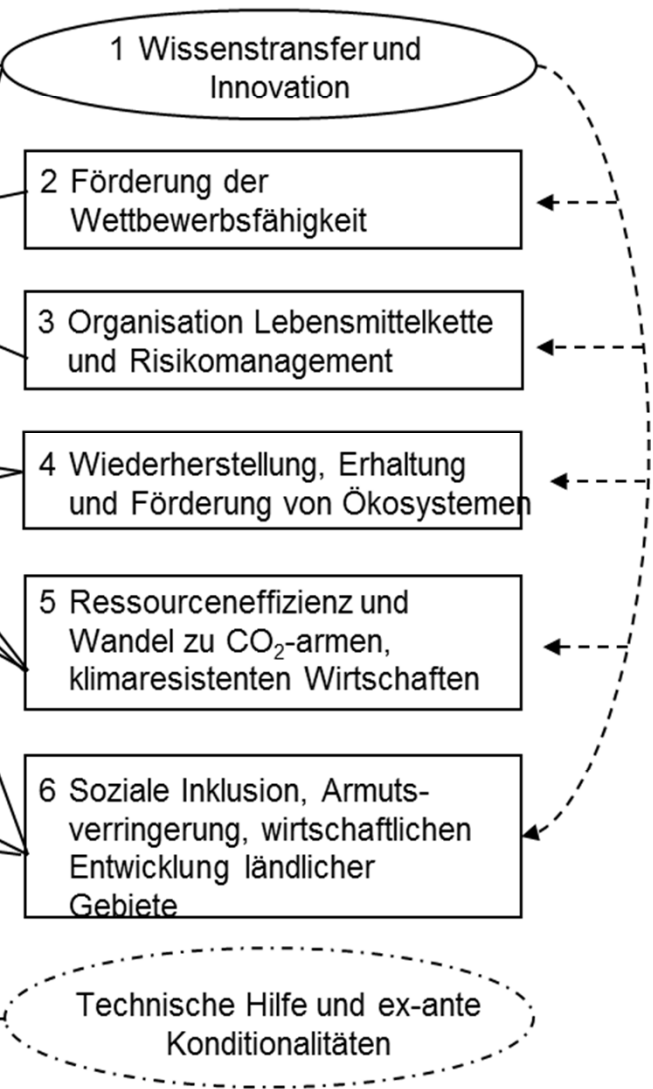 1 Wissenstransfer und
Innovation
2 Förderung der
Wettbewerbsfähigkeit
3 Organisation Lebensmittelkette
und Risikomanagement
4 Wiederherstellung, Erhaltung
und Förderung von Ökosystemen
5 Ressourceneffizienz und
Wandel zu CO₂-armen,
klimaresistenten Wirtschaften
6 Soziale Inklusion, Armuts-
verringerung, wirtschaftlichen
Entwicklung ländlicher
Gebiete
Technische Hilfe und ex-ante
Konditionalitäten